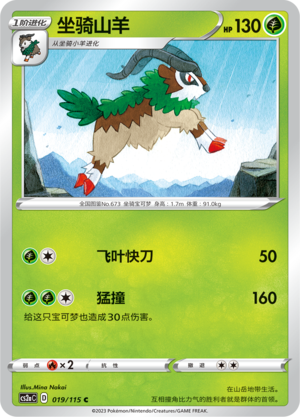 1阶进化 坐骑山羊 HP 130
从坐骑小羊进化
全国图鉴No.673 坐骑宝可梦 身高：1.7m 体重：91.0kg
飞叶快刀 50
猛撞 160
给这只宝可梦也造成30点伤害。
弱点 ×2 抵抗力 撤退
Illus.Mina Nakai
CS3aC D 019/115 C
在山岳地带生活。
互相撞角比力气的胜利者就是群体的首领。
©2023 Pokémon/Nintendo/Creatures/GAME FREAK.